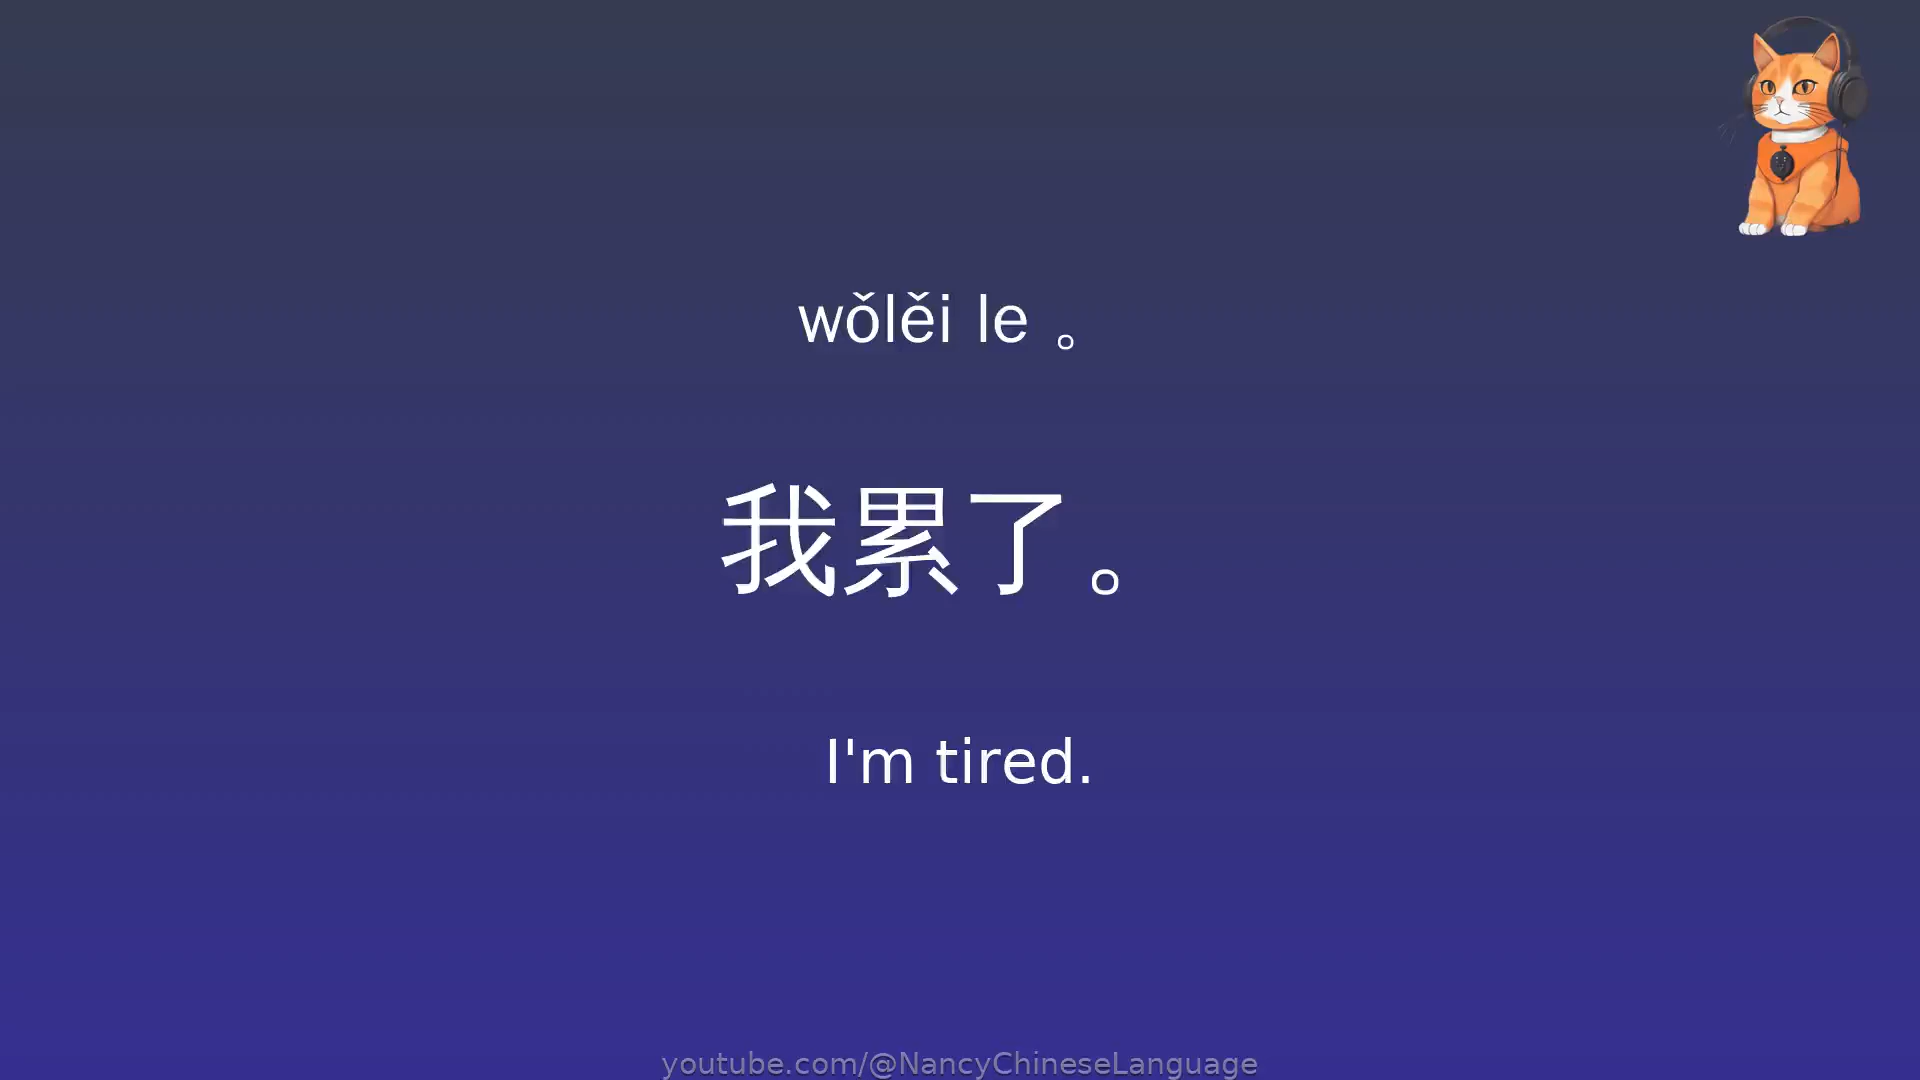 wǒlěi le 。
我累了。
I'm tired.
youtube.com/@NancyChineseLanguage